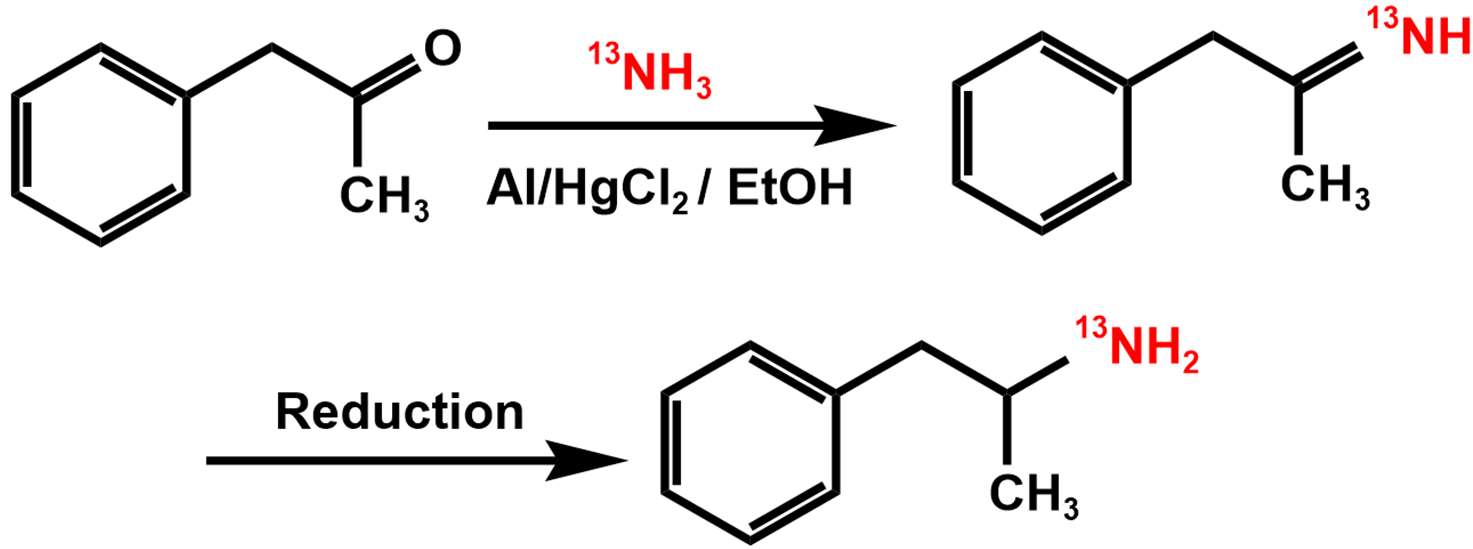 O
¹³NH₃
Al/HgCl₂ / EtOH
CH₃
¹³NH
CH₃
Reduction
¹³NH₂
CH₃